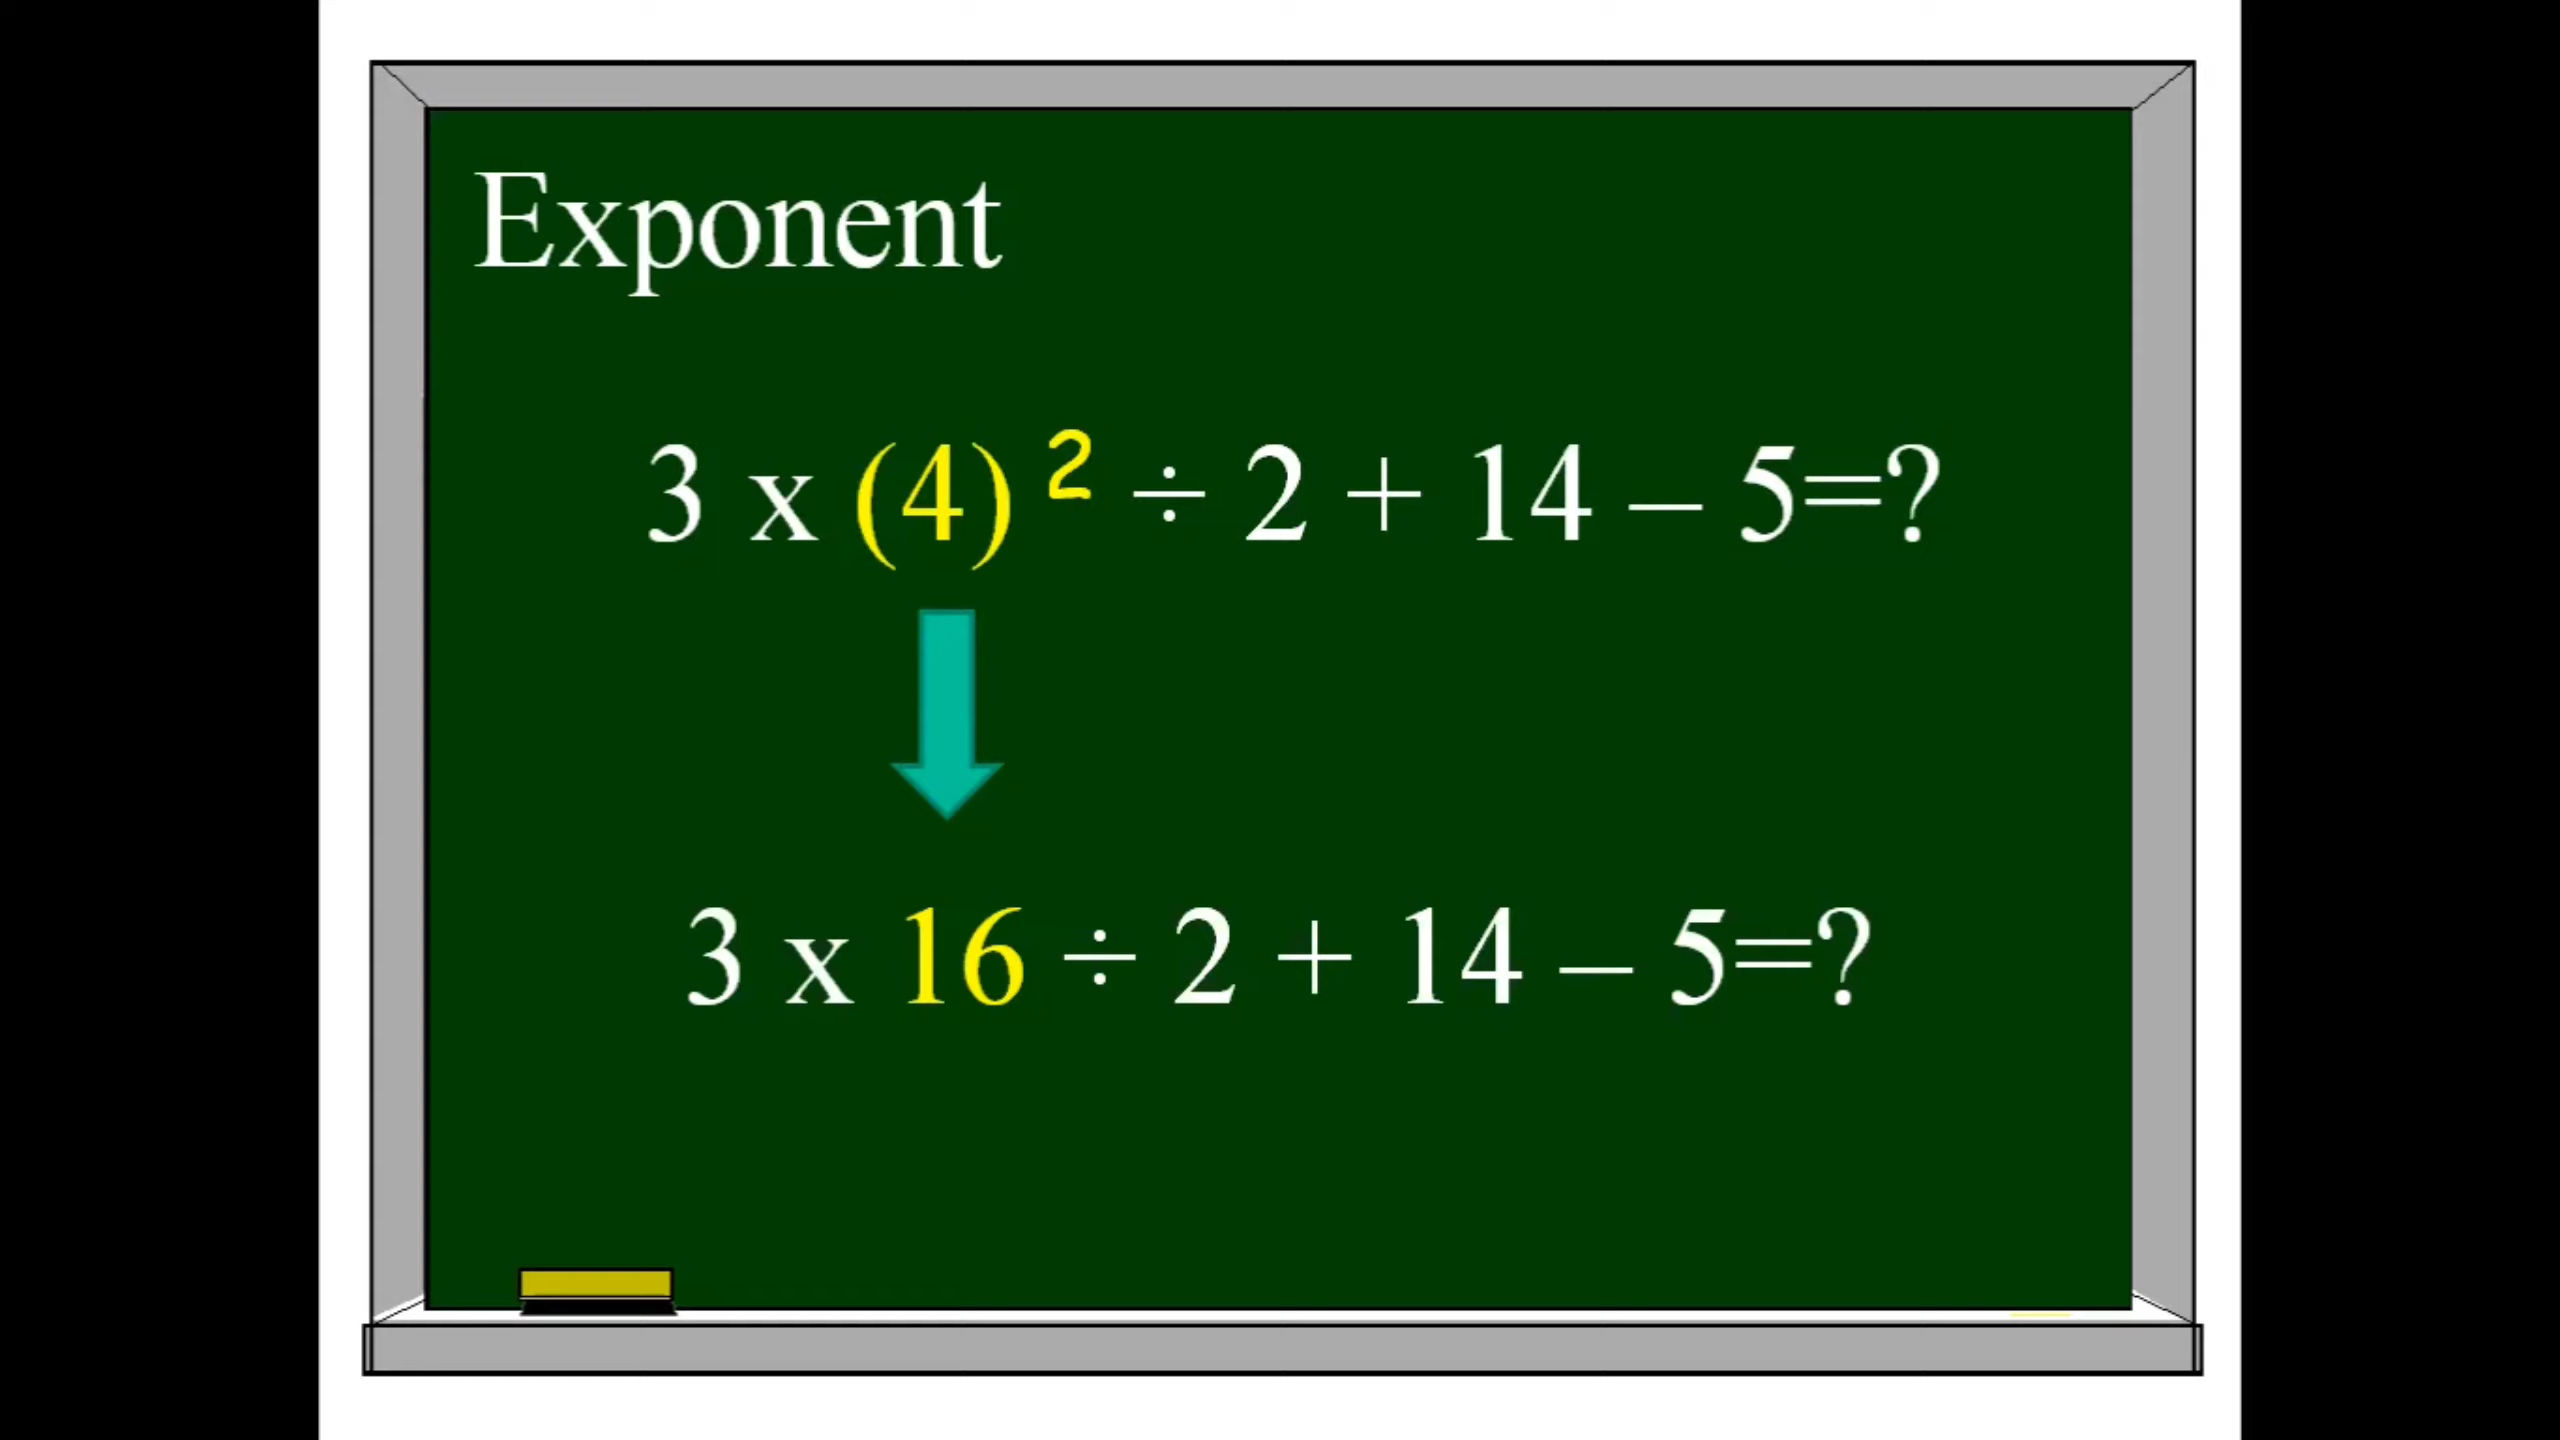 Exponent
3 x (4) ² ÷ 2 + 14 – 5=?
3 x 16 ÷ 2 + 14 – 5=?